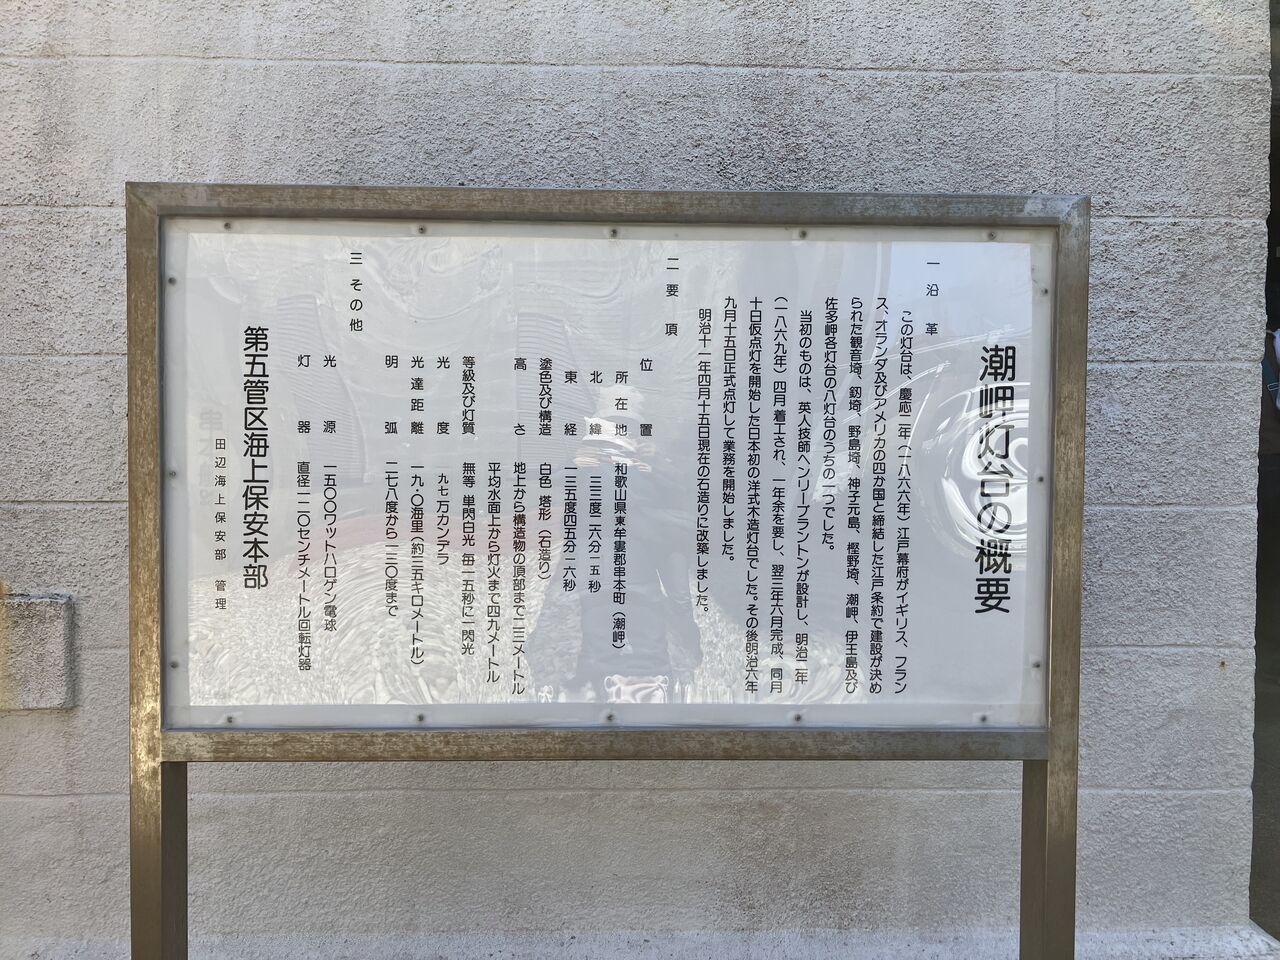 潮岬灯台の概要
一 沿革
この灯台は、慶応二年(一八六六年)江戸幕府がイギリス、フラン
ス、オランダ及びアメリカの四か国と締結した江戸条約で建設が決め
られた観音埼、剱埼、野島埼、神子元島、樫野埼、潮岬、伊王島及び
佐多岬各灯台の八灯台のうちの一つでした。
当初のものは、英人技師ヘンリーブラントンが設計し、明治二年
(一八六九年)四月着工され、一年余を要し、翌三年六月完成、同月
十日仮点灯を開始した日本初の洋式木造灯台でした。その後明治六年
九月十五日正式点灯して業務を開始しました。
明治十一年四月十五日現在の石造りに改築しました。
二 要項
位置
所在地 和歌山県東牟婁郡串本町(潮岬)
北緯 三三度二六分一五秒
東経 一三五度四五分一六秒
塗色及び構造 白色 塔形(石造り)
高さ 地上から構造物の頂部まで二三メートル
平均水面上から灯火まで四九メートル
等級及び灯質 無等 単閃白光 毎一五秒に一閃光
光度 九七万カンデラ
光達距離 一九・〇海里(約三五キロメートル)
明弧 二七八度から一三〇度まで
三 その他
光源 一五〇〇ワットハロゲン電球
灯器 直径一二〇センチメートル回転灯器
第五管区海上保安本部
田辺海上保安部 管理